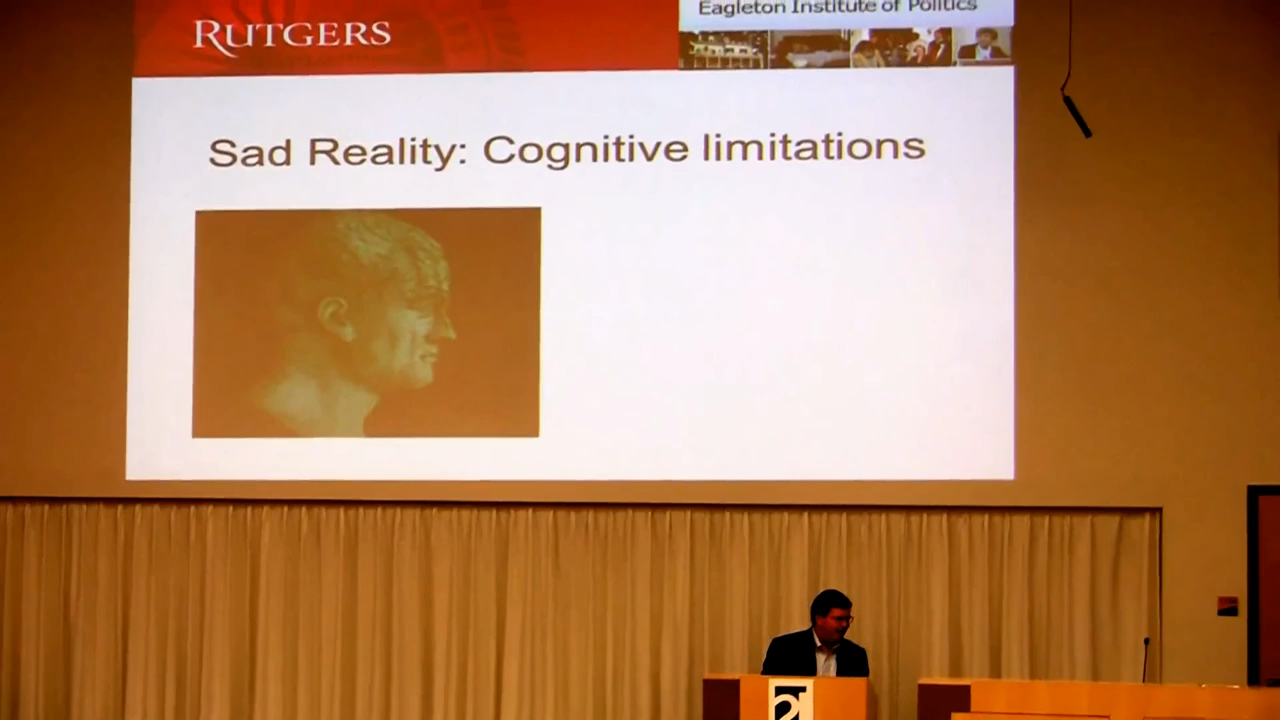 RUTGERS
Eagleton Institute of Politics
Sad Reality: Cognitive limitations